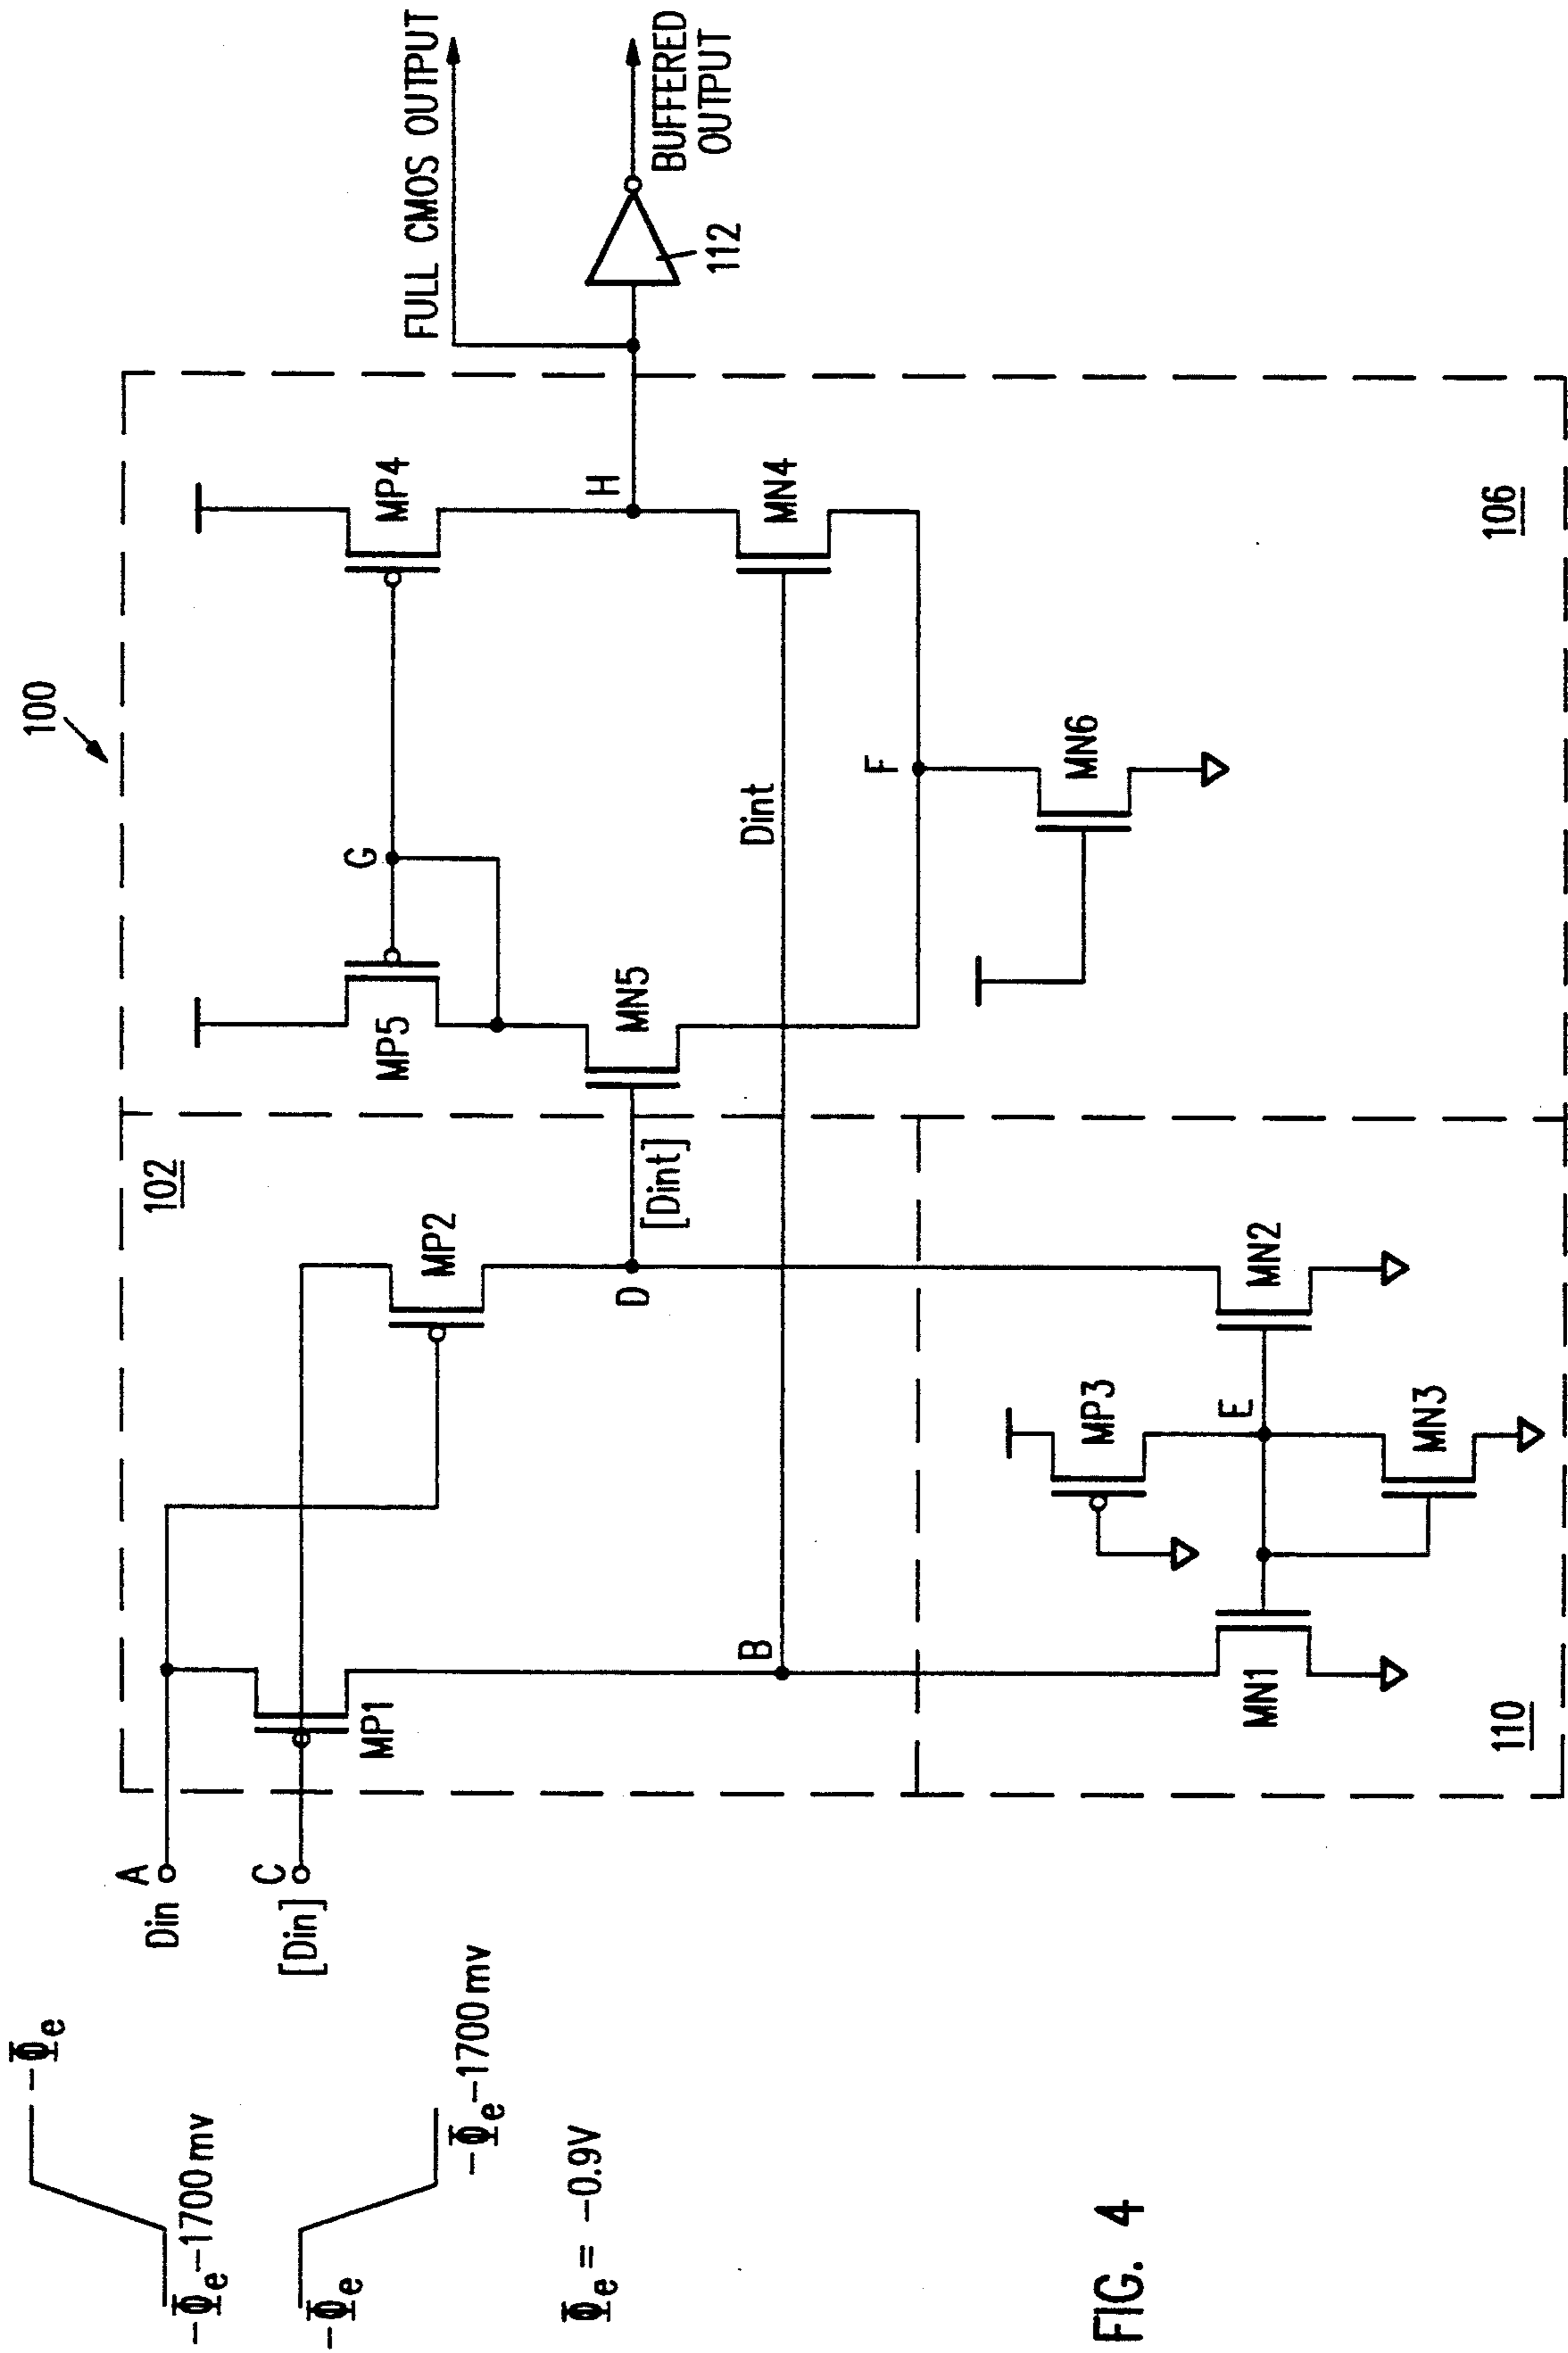 100
FULL CMOS OUTPUT
BUFFERED
OUTPUT
112
102
MP5
G
MP4
H
MN5
MN4
[Dint]
Dint
F
MN6
106
A
Din
C
[Din]
MP1
MP2
D
B
MP3
E
MN1
MN2
MN3
110
-Φe
-Φe-1700mv
-Φe
-Φe-1700mv
Φe = -0.9V
FIG. 4